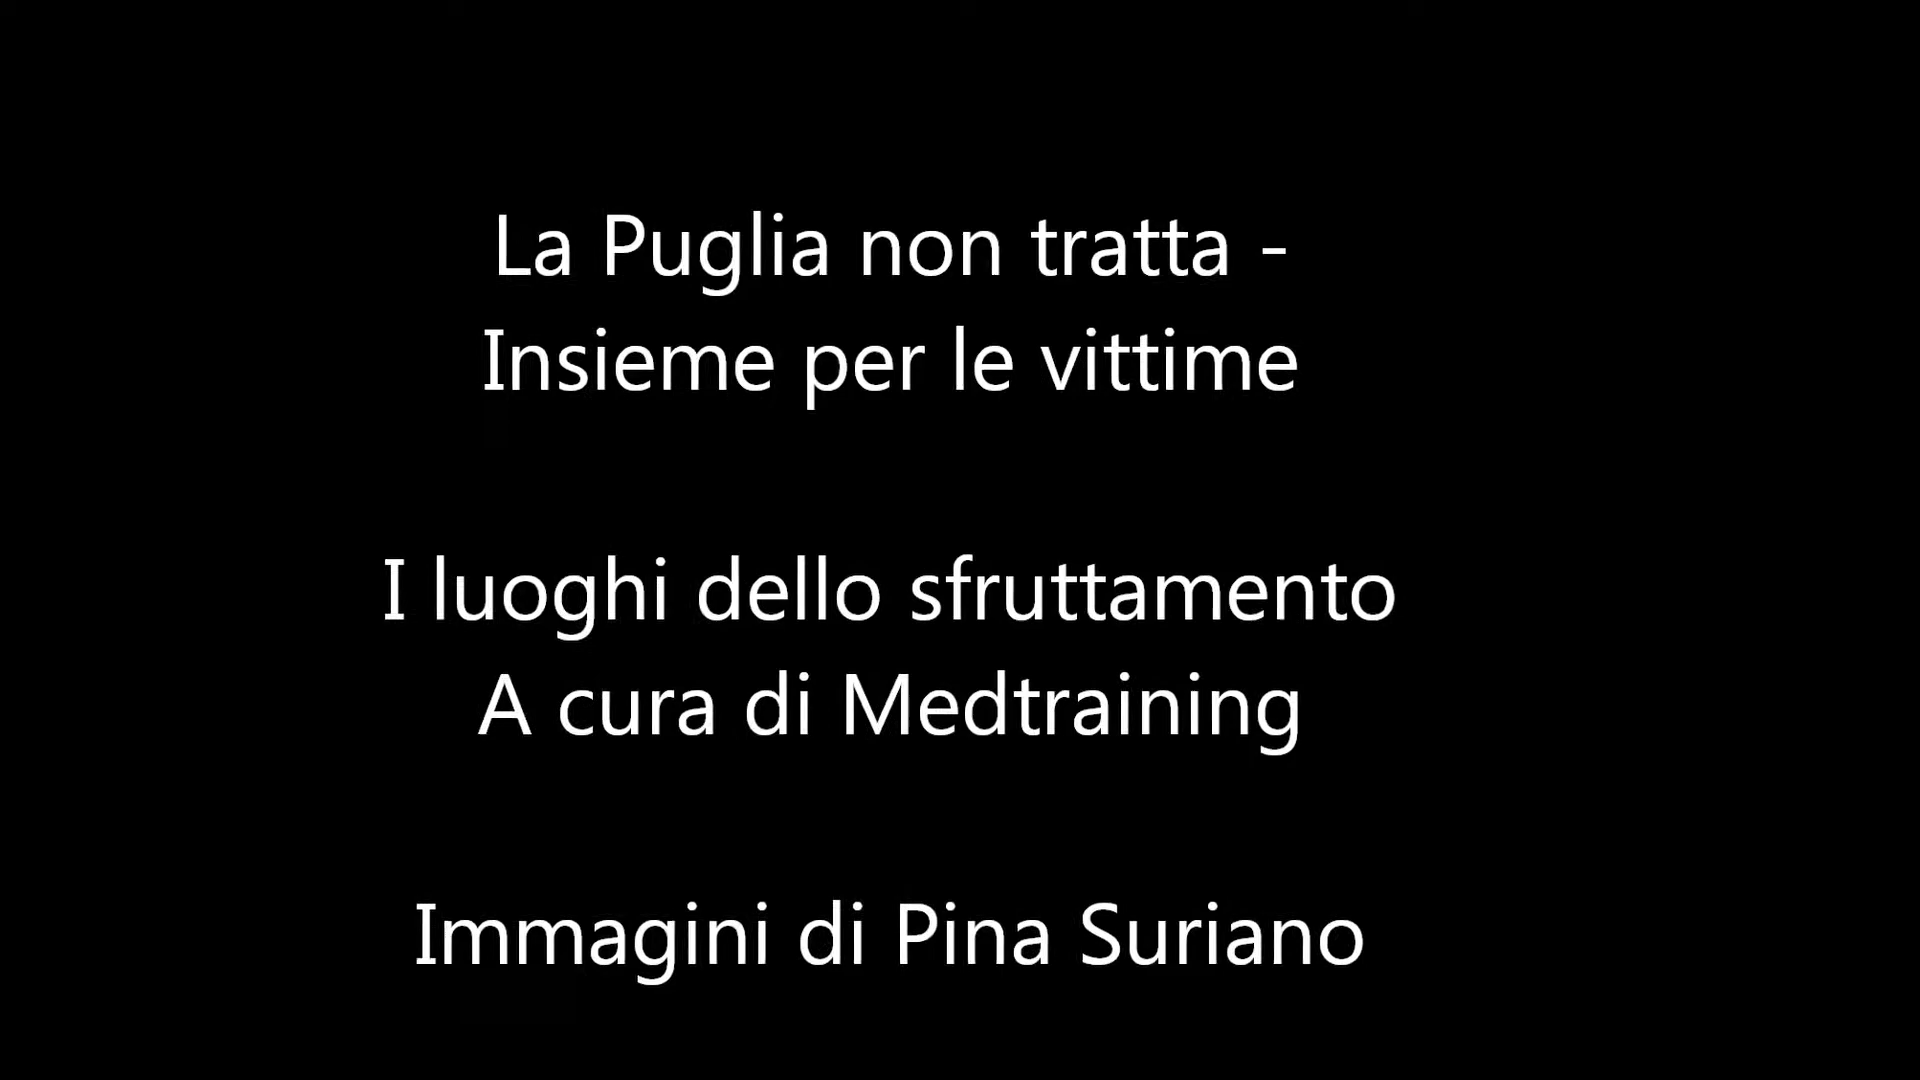 La Puglia non tratta -
Insieme per le vittime
I luoghi dello sfruttamento
A cura di Medtraining
Immagini di Pina Suriano